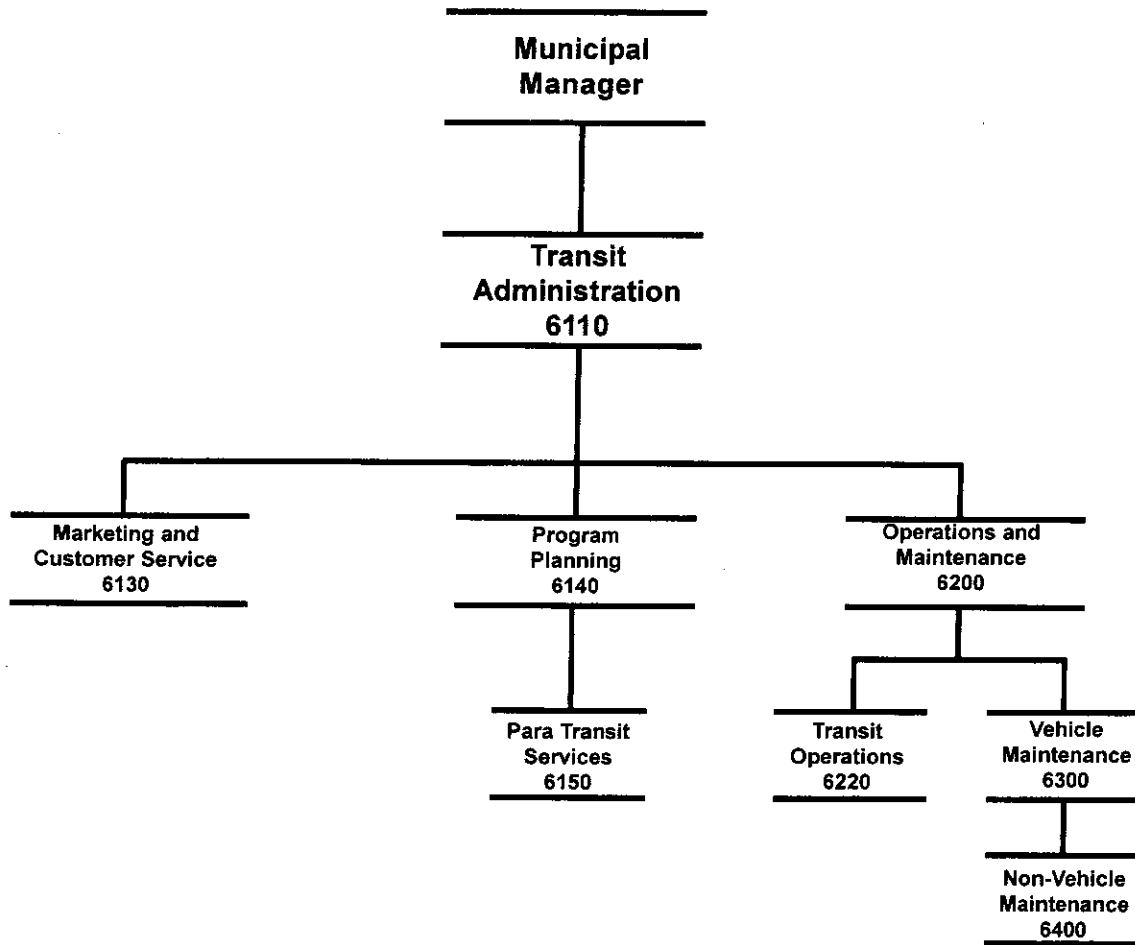 Municipal
Manager
Transit
Administration
6110
Marketing and
Customer Service
6130
Program
Planning
6140
Operations and
Maintenance
6200
Para Transit
Services
6150
Transit
Operations
6220
Vehicle
Maintenance
6300
Non-Vehicle
Maintenance
6400